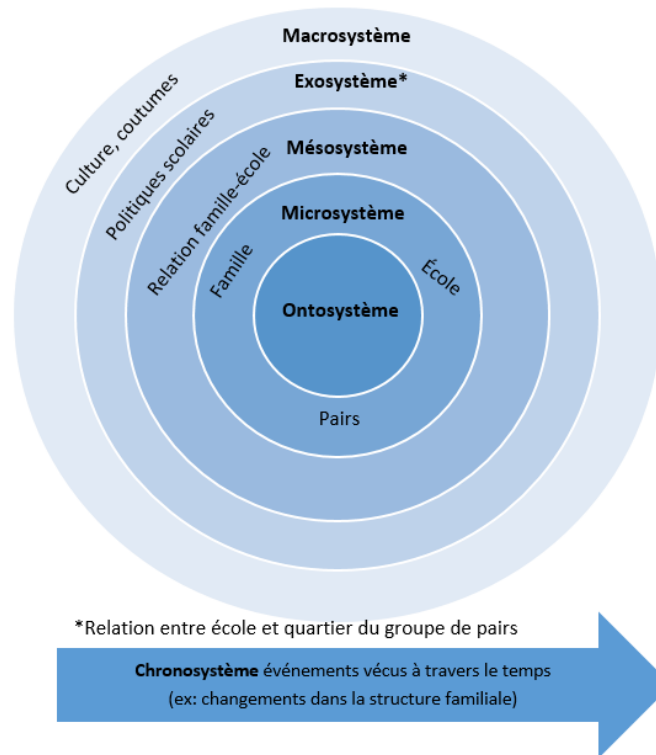 Macrosystème
Exosystème*
Culture, coutumes
Politiques scolaires
Mésosystème
Relation famille-école
Microsystème
Famille
École
Ontosystème
Pairs
*Relation entre école et quartier du groupe de pairs
Chronosystème événements vécus à travers le temps
(ex: changements dans la structure familiale)